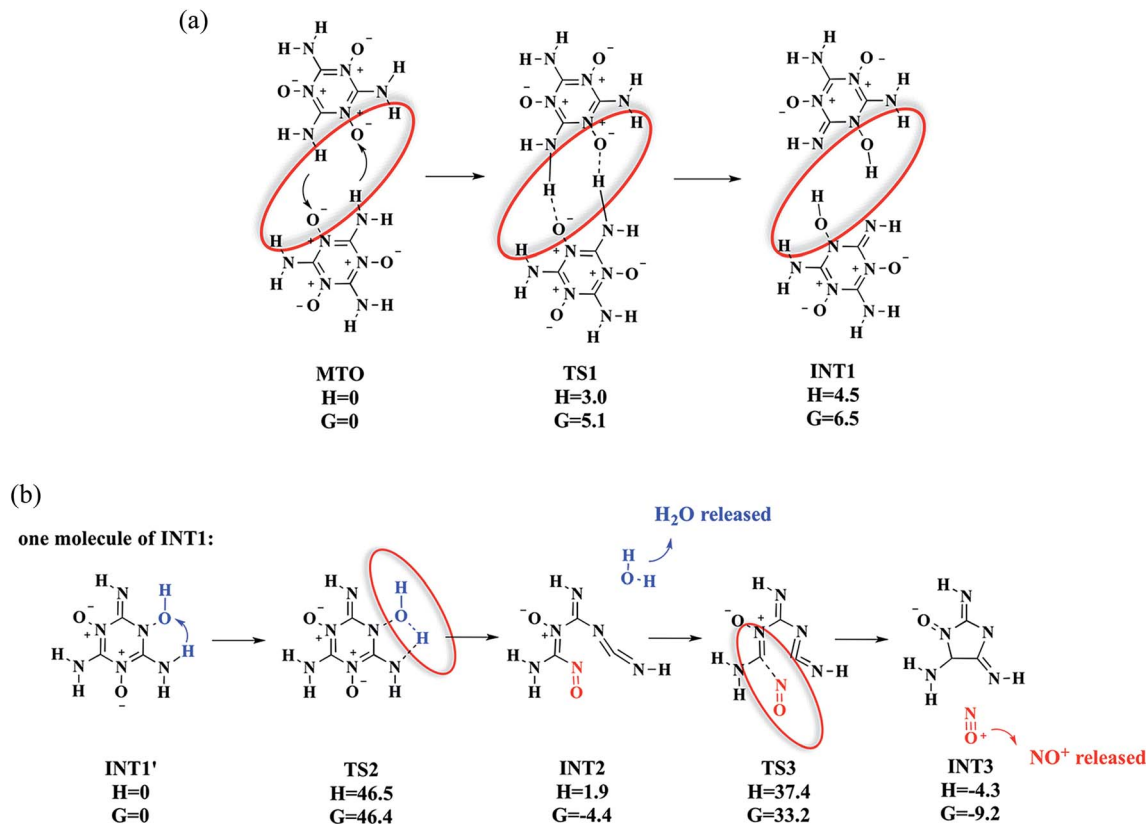 (a)
MTO
H=0
G=0
TS1
H=3.0
G=5.1
INT1
H=4.5
G=6.5
(b)
one molecule of INT1:
H₂O released
NO⁺ released
INT1'
H=0
G=0
TS2
H=46.5
G=46.4
INT2
H=1.9
G=-4.4
TS3
H=37.4
G=33.2
INT3
H=-4.3
G=-9.2